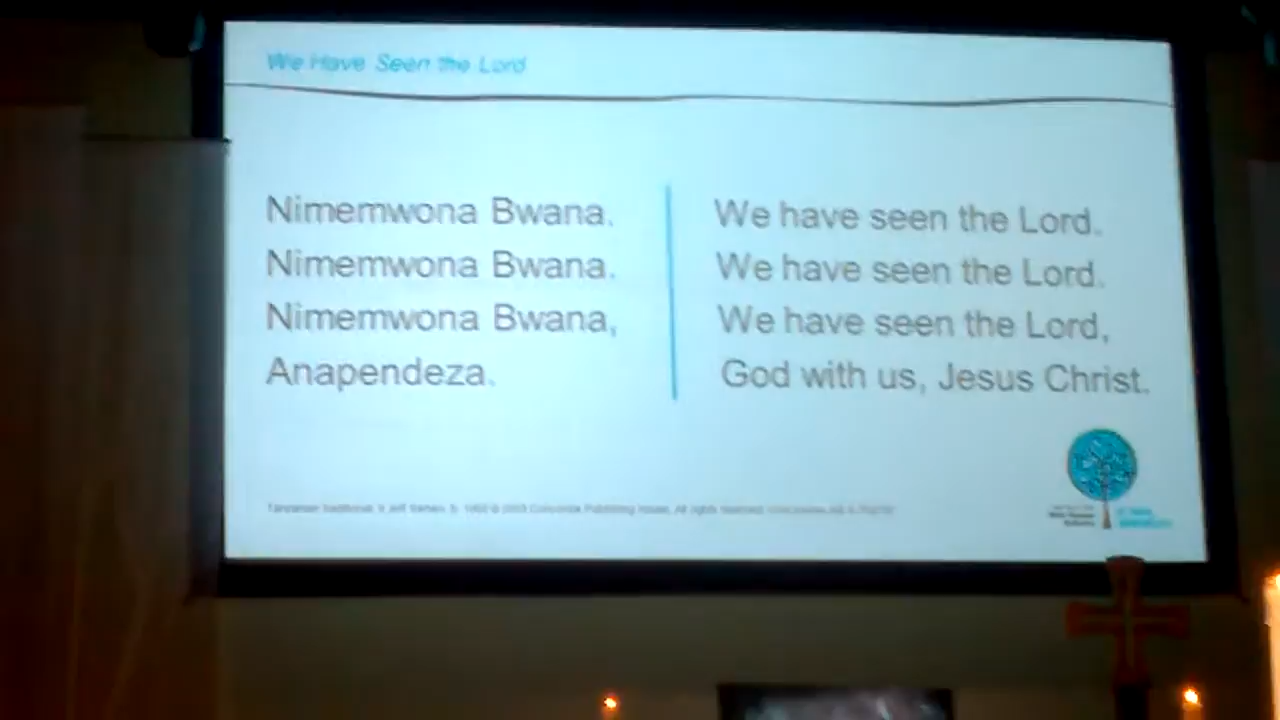 We Have Seen the Lord
Nimemwona Bwana.
Nimemwona Bwana.
Nimemwona Bwana,
Anapendeza.
We have seen the Lord.
We have seen the Lord.
We have seen the Lord,
God with us, Jesus Christ.